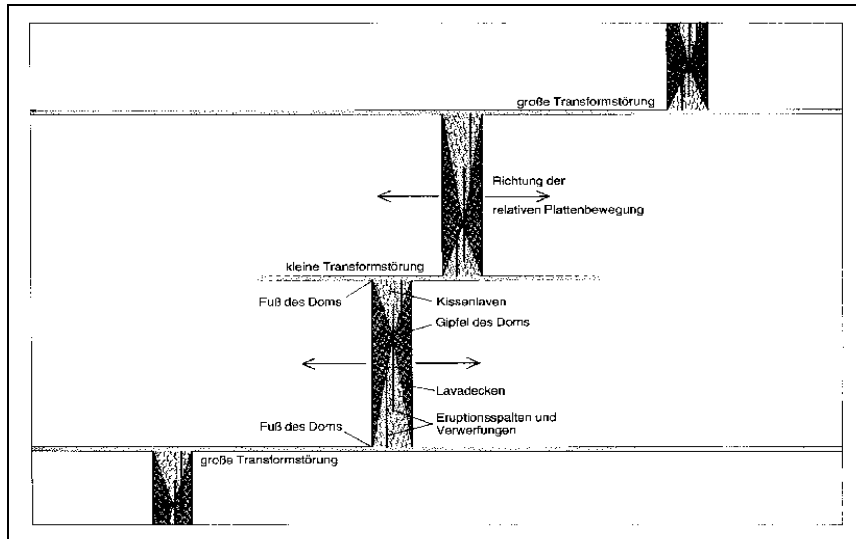 große Transformstörung
Richtung der
relativen Plattenbewegung
kleine Transformstörung
Fuß des Doms
Kissenlaven
Gipfel des Doms
Lavadecken
Eruptionsspalten und
Verwerfungen
Fuß des Doms
große Transformstörung